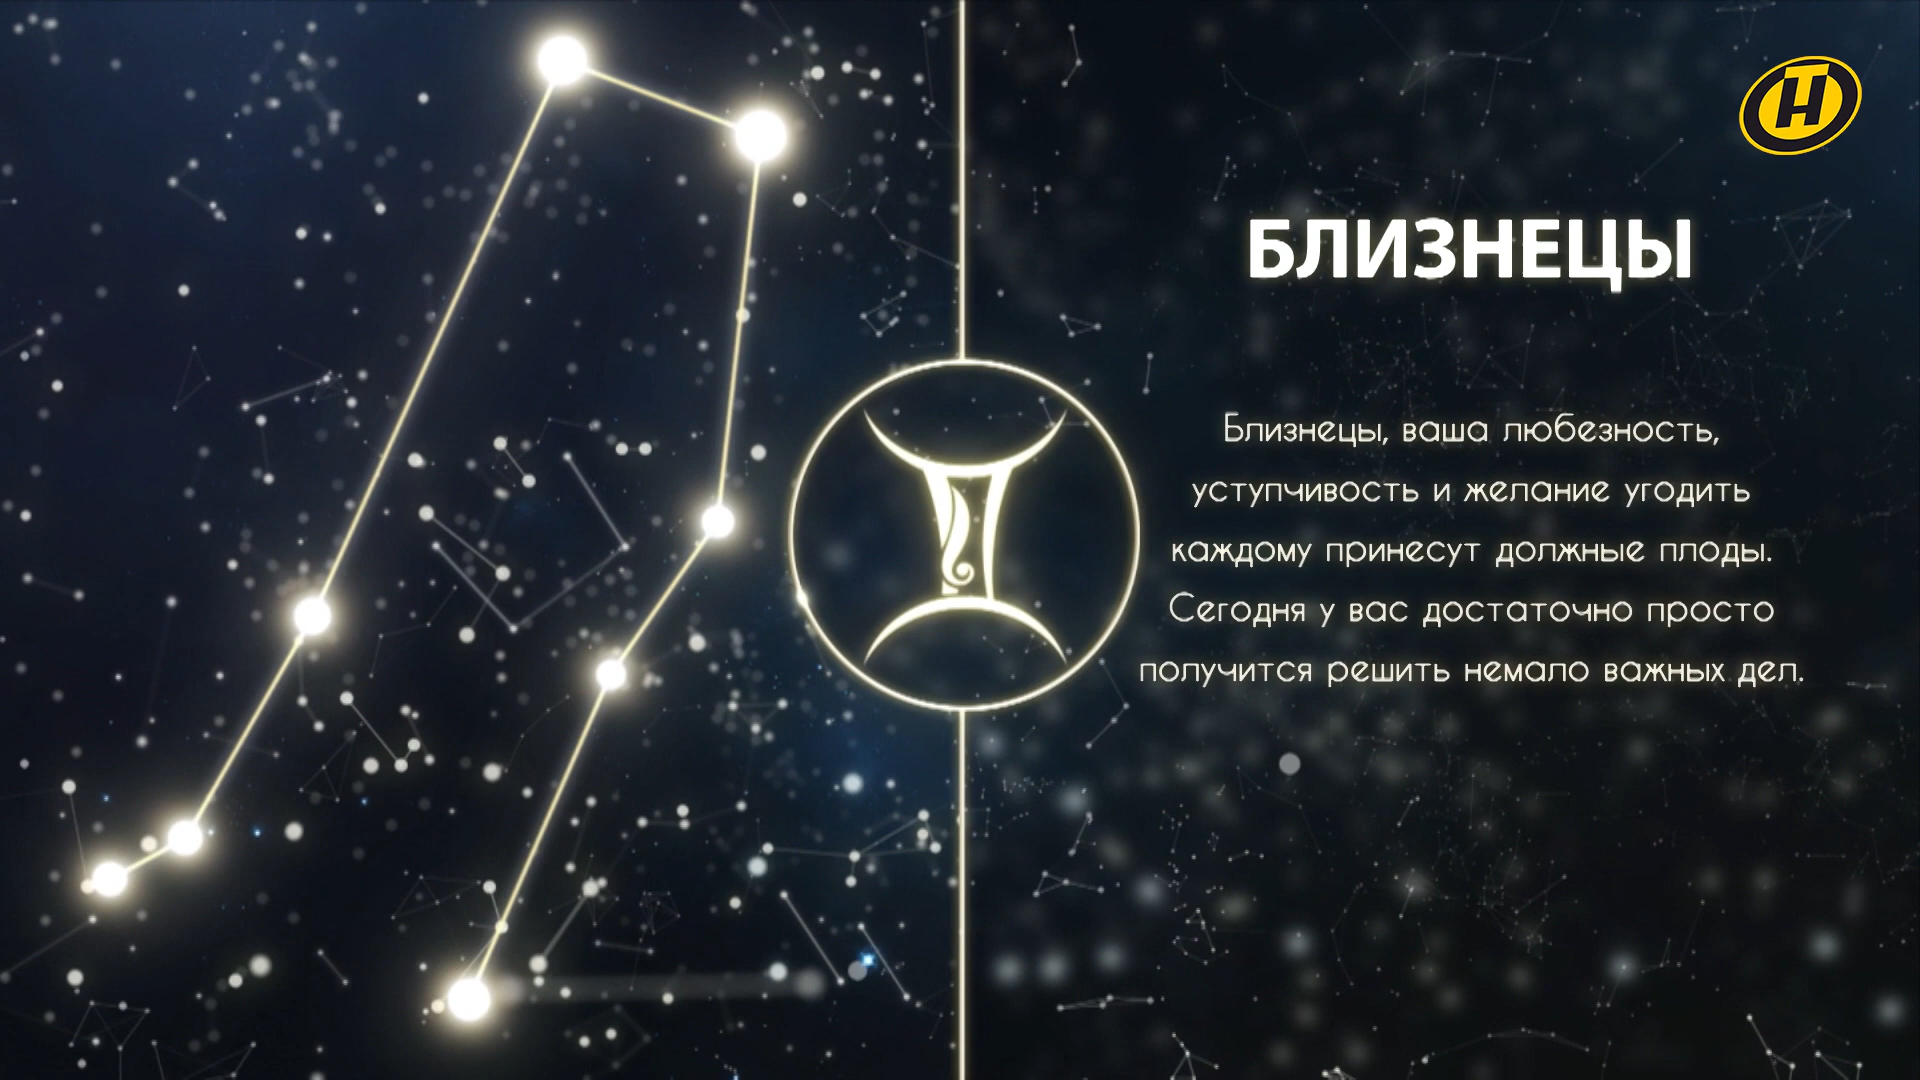 ОНТ
БЛИЗНЕЦЫ
Близнецы, ваша любезность,
уступчивость и желание угодить
каждому принесут должные плоды.
Сегодня у вас достаточно просто
получится решить немало важных дел.